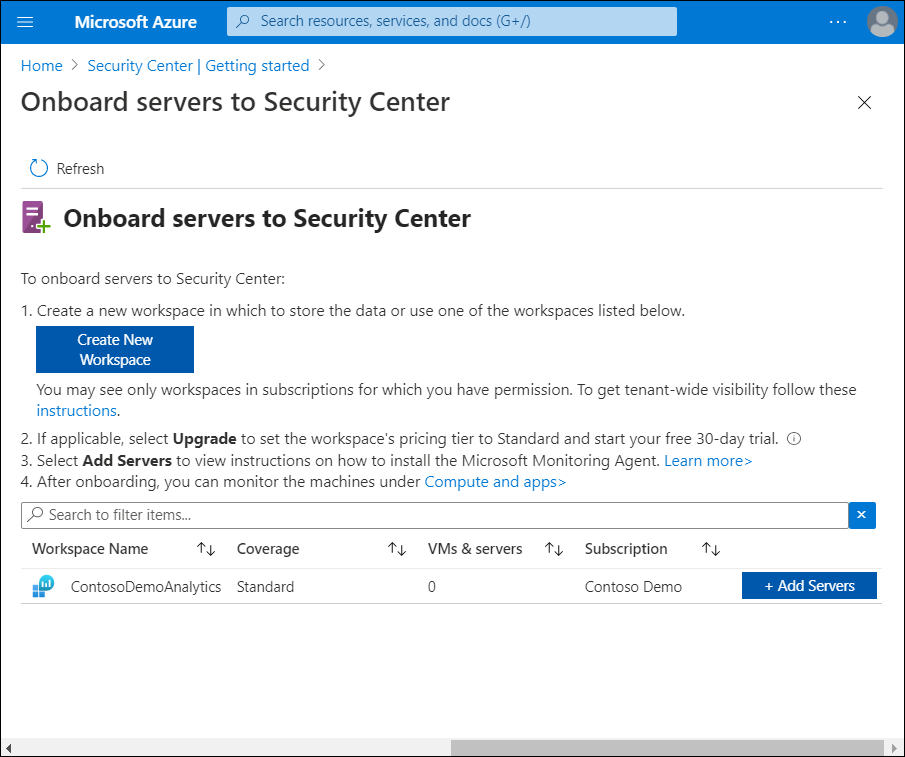 Microsoft Azure
Search resources, services, and docs (G+/)
...
Home > Security Center | Getting started >
Onboard servers to Security Center
Refresh
Onboard servers to Security Center
To onboard servers to Security Center:
1. Create a new workspace in which to store the data or use one of the workspaces listed below.
Create New
Workspace
You may see only workspaces in subscriptions for which you have permission. To get tenant-wide visibility follow these
instructions.
2. If applicable, select Upgrade to set the workspace's pricing tier to Standard and start your free 30-day trial.
3. Select Add Servers to view instructions on how to install the Microsoft Monitoring Agent. Learn more>
4. After onboarding, you can monitor the machines under Compute and apps>
Search to filter items...
Workspace Name Coverage VMs & servers Subscription
ContosoDemoAnalytics Standard 0 Contoso Demo + Add Servers